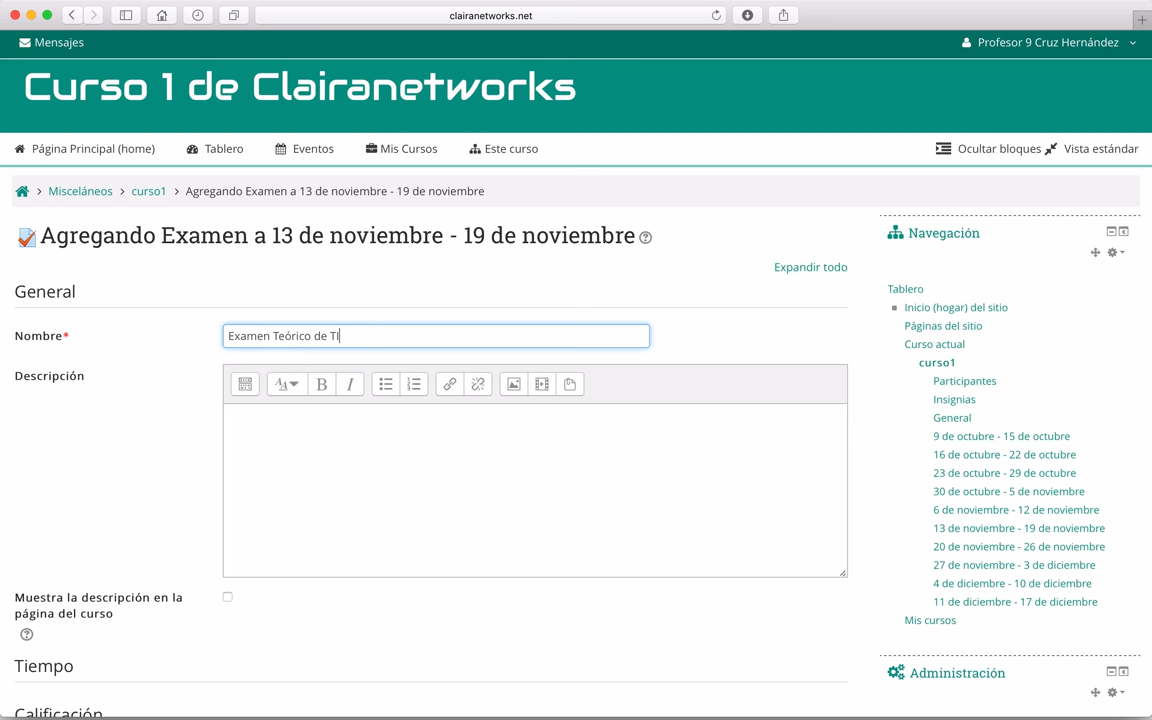 clairanetworks.net
Mensajes
Profesor 9 Cruz Hernández
Curso 1 de Clairanetworks
Página Principal (home) Tablero Eventos Mis Cursos Este curso Ocultar bloques Vista estándar
Misceláneos curso1 Agregando Examen a 13 de noviembre - 19 de noviembre
Agregando Examen a 13 de noviembre - 19 de noviembre
Expandir todo
General
Nombre*
Examen Teórico de TI
Descripción
Muestra la descripción en la
página del curso
Tiempo
Calificación
Navegación
Tablero
Inicio (hogar) del sitio
Páginas del sitio
Curso actual
curso1
Participantes
Insignias
General
9 de octubre - 15 de octubre
16 de octubre - 22 de octubre
23 de octubre - 29 de octubre
30 de octubre - 5 de noviembre
6 de noviembre - 12 de noviembre
13 de noviembre - 19 de noviembre
20 de noviembre - 26 de noviembre
27 de noviembre - 3 de diciembre
4 de diciembre - 10 de diciembre
11 de diciembre - 17 de diciembre
Mis cursos
Administración